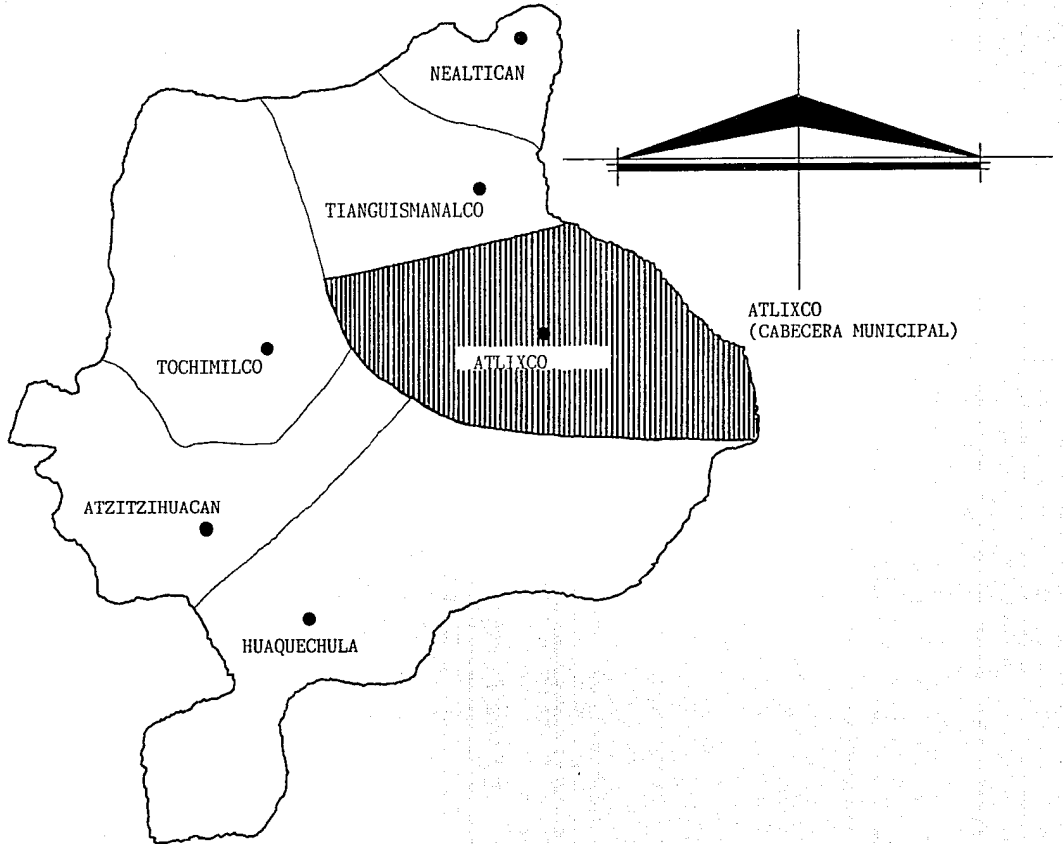 NEALTICAN
TIANGUISMANALCO
ATLIXCO
(CABECERA MUNICIPAL)
TOCHIMILCO
ATLIXCO
ATZITZIHUACAN
HUAQUECHULA